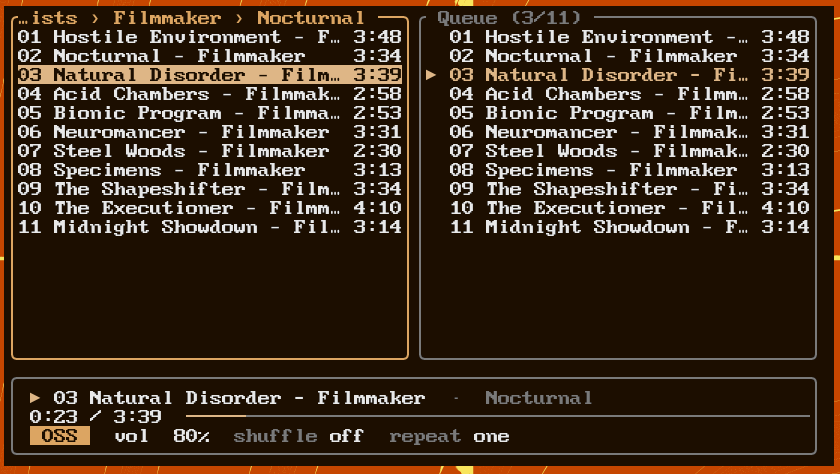 …ists › Filmmaker › Nocturnal
01 Hostile Environment - F… 3:48
02 Nocturnal - Filmmaker 3:34
03 Natural Disorder - Film… 3:39
04 Acid Chambers - Filmmak… 2:58
05 Bionic Program - Filmma… 2:53
06 Neuromancer - Filmmaker 3:31
07 Steel Woods - Filmmaker 2:30
08 Specimens - Filmmaker 3:13
09 The Shapeshifter - Film… 3:34
10 The Executioner - Filmm… 4:10
11 Midnight Showdown - Fil… 3:14
Queue (3/11)
01 Hostile Environment -… 3:48
02 Nocturnal - Filmmaker 3:34
▶ 03 Natural Disorder - Fi… 3:39
04 Acid Chambers - Filmm… 2:58
05 Bionic Program - Film… 2:53
06 Neuromancer - Filmmak… 3:31
07 Steel Woods - Filmmak… 2:30
08 Specimens - Filmmaker 3:13
09 The Shapeshifter - Fi… 3:34
10 The Executioner - Fil… 4:10
11 Midnight Showdown - F… 3:14
▶ 03 Natural Disorder - Filmmaker · Nocturnal
0:23 / 3:39
OSS vol 80% shuffle off repeat one